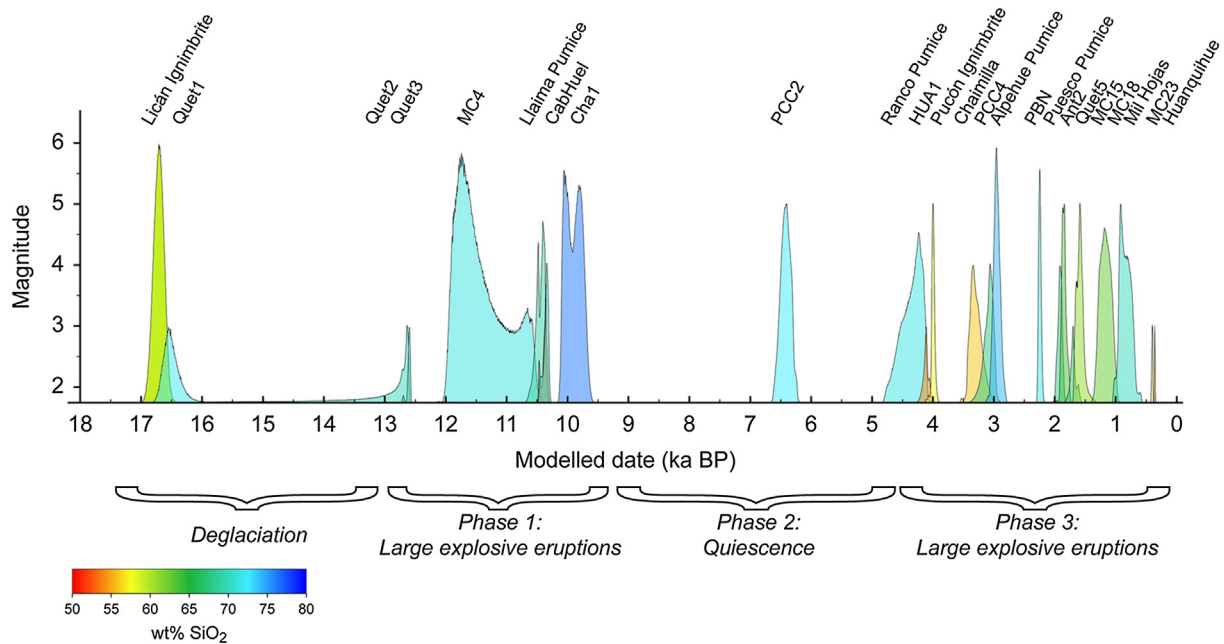 Licán Ignimbrite
Quet1
Quet2
Quet3
MC4
Llaima Pumice
CabHuel
Cha1
PCC2
Ranco Pumice
HUA1
Pucón Ignimbrite
Chaimilla
PCC4
Alpehue Pumice
PBN
Puesco Pumice
Ant2
Quet5
MC15
MC18
Mil Hojas
MC23
Huanquihue
Magnitude
6
5
4
3
2
18 17 16 15 14 13 12 11 10 9 8 7 6 5 4 3 2 1 0
Modelled date (ka BP)
Deglaciation
Phase 1:
Large explosive eruptions
Phase 2:
Quiescence
Phase 3:
Large explosive eruptions
50 55 60 65 70 75 80
wt% SiO₂